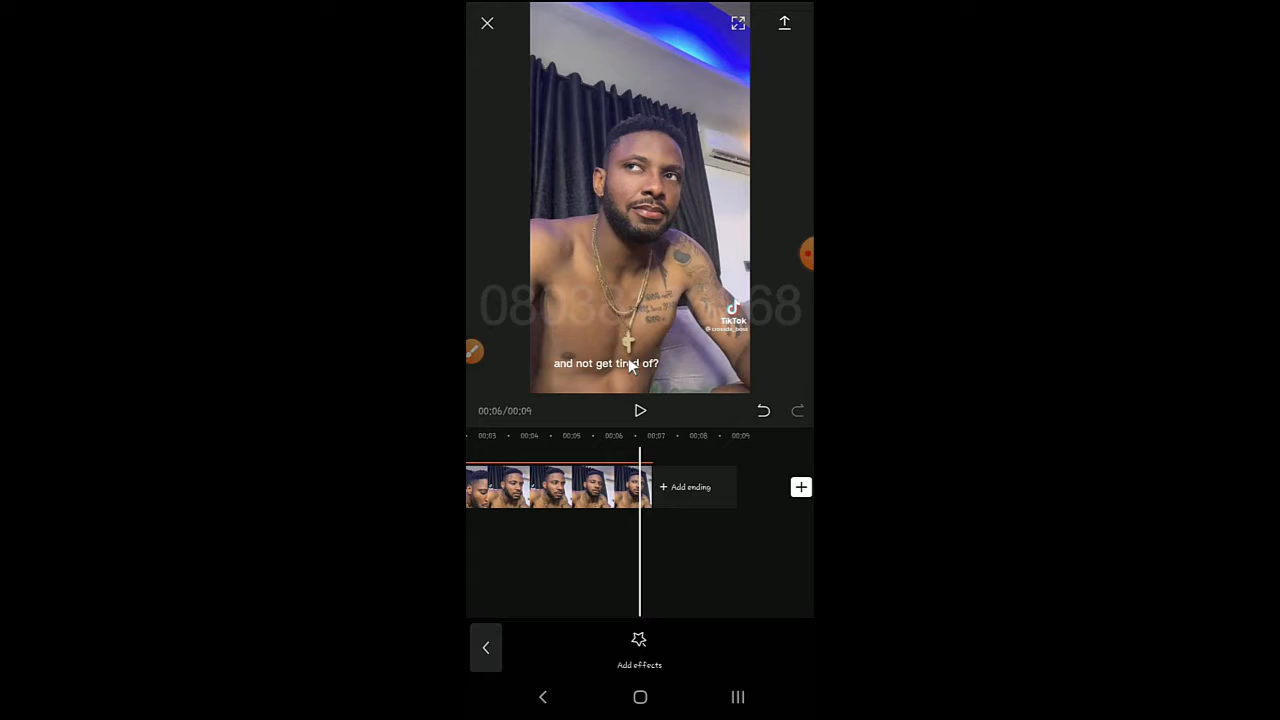 TikTok
and not get tired of?
00:06/00:09
00:03 00:04 00:05 00:06 00:07 00:08 00:09
+ Add ending
Add effects